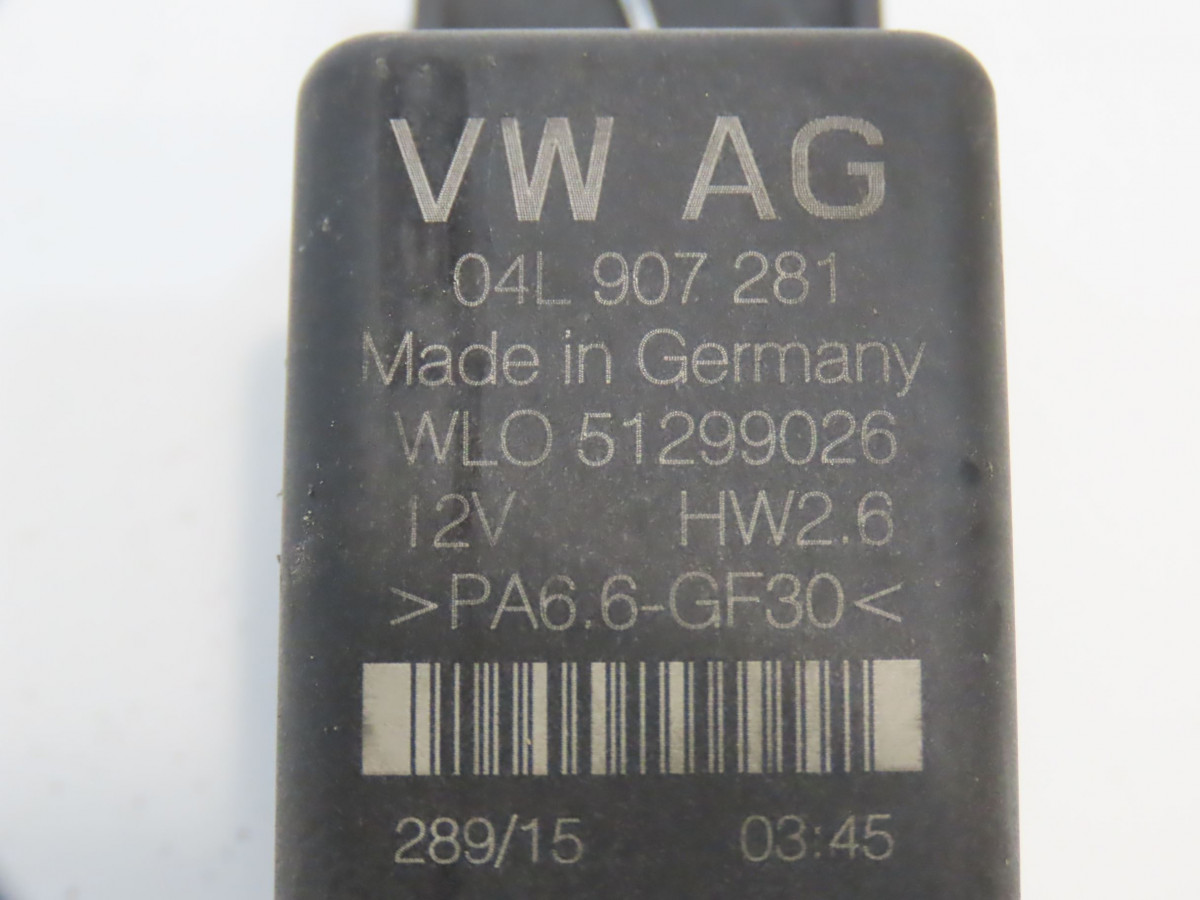 VW AG
04L 907 281
Made in Germany
WLO 51299026
12V HW2.6
>PA6.6-GF30<
289/15 03:45